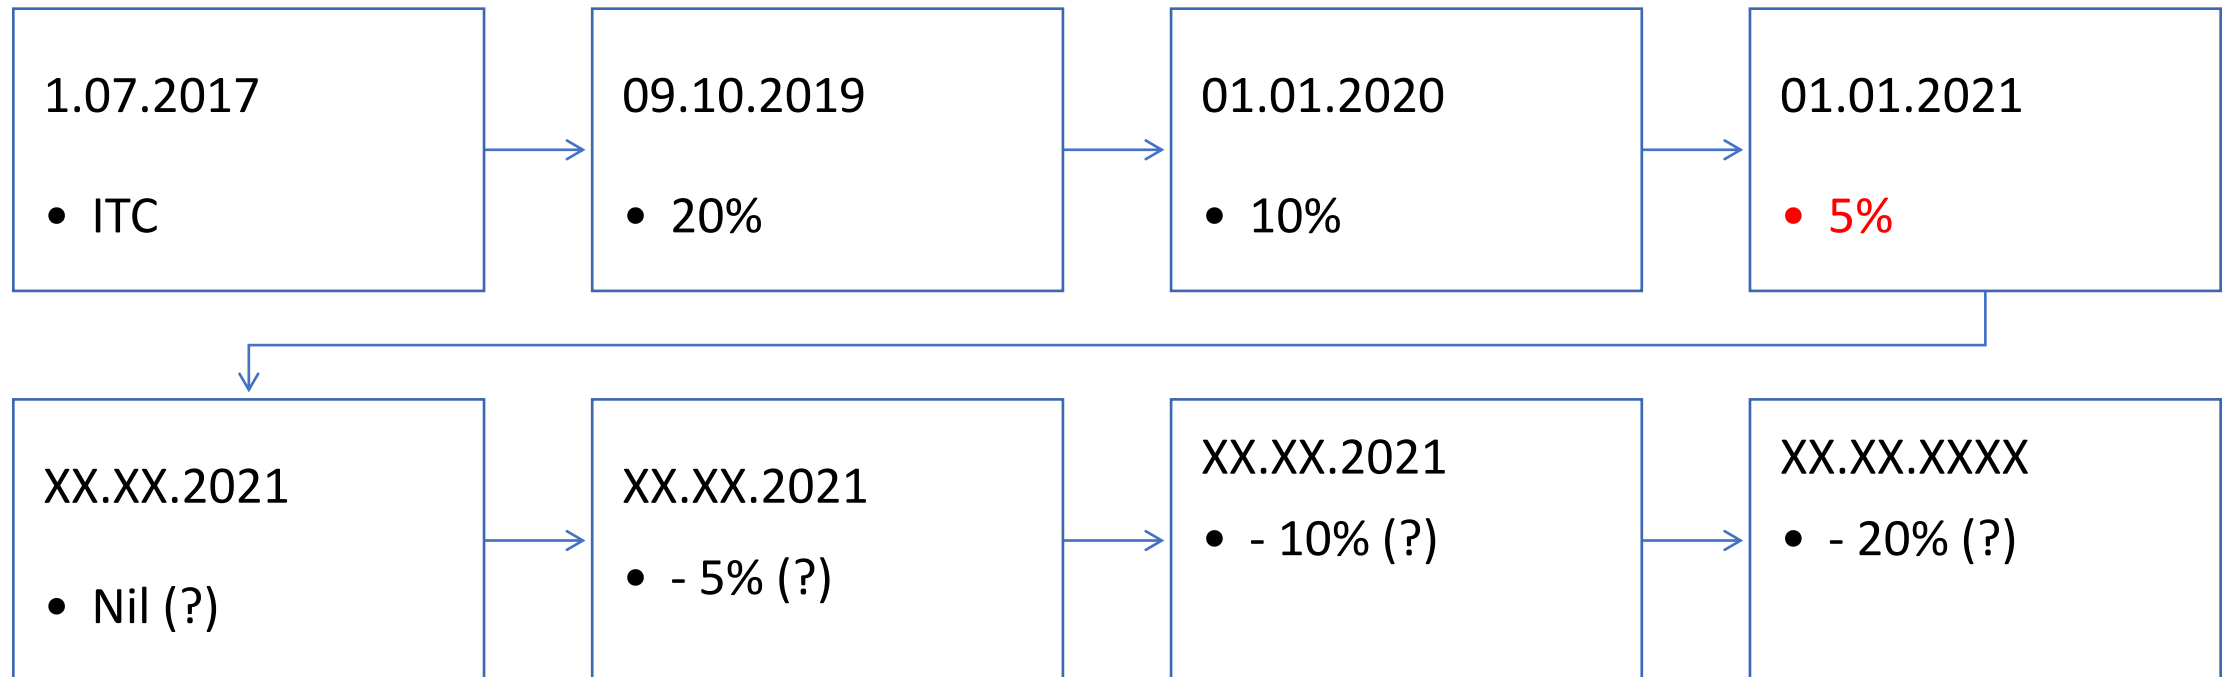 1.07.2017
• ITC
09.10.2019
• 20%
01.01.2020
• 10%
01.01.2021
• 5%
XX.XX.2021
• Nil (?)
XX.XX.2021
• - 5% (?)
XX.XX.2021
• - 10% (?)
XX.XX.XXXX
• - 20% (?)